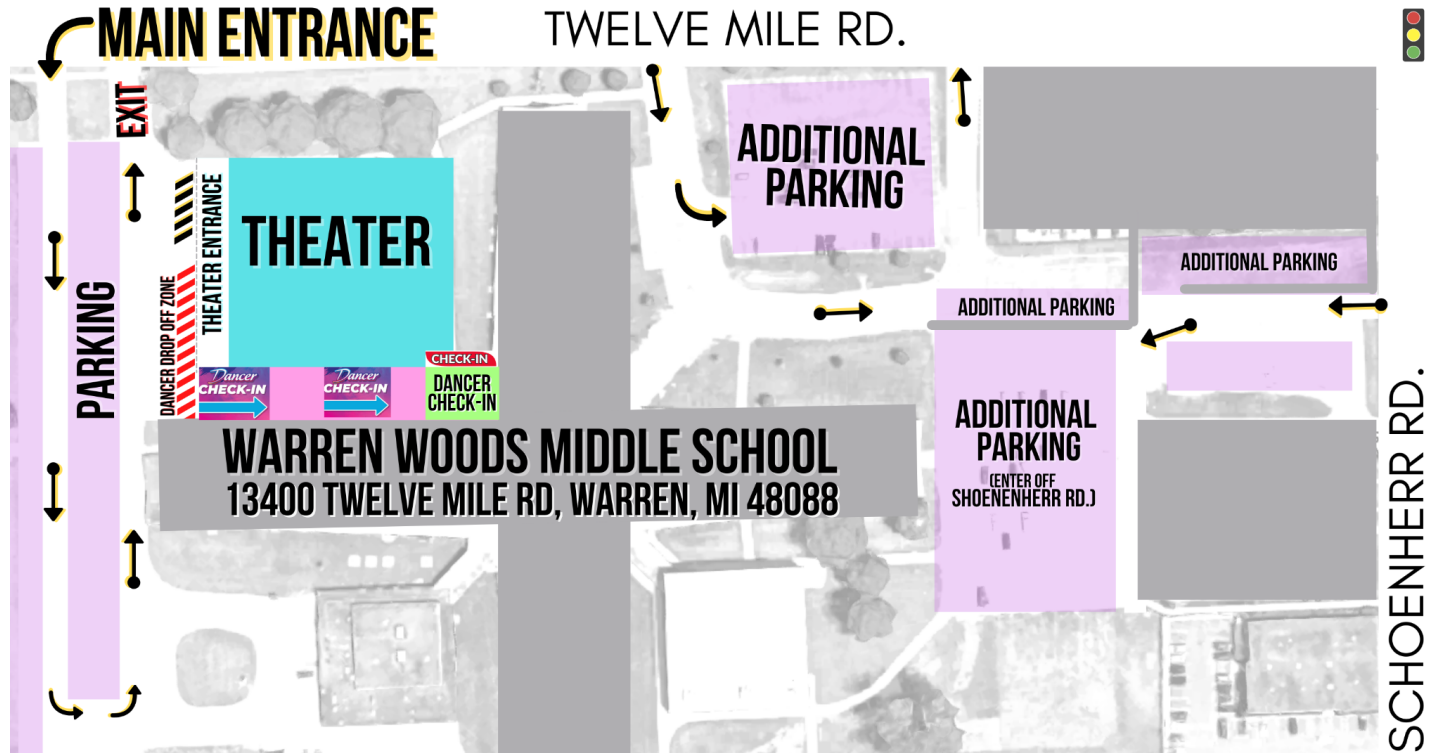 MAIN ENTRANCE
TWELVE MILE RD.
EXIT
ADDITIONAL
PARKING
THEATER
THEATER ENTRANCE
DANCER DROP OFF ZONE
PARKING
ADDITIONAL PARKING
ADDITIONAL PARKING
CHECK-IN
Dancer
CHECK-IN
Dancer
CHECK-IN
DANCER
CHECK-IN
WARREN WOODS MIDDLE SCHOOL
13400 TWELVE MILE RD, WARREN, MI 48088
ADDITIONAL
PARKING
(ENTER OFF
SHOENENHERR RD.)
SCHOENHERR RD.